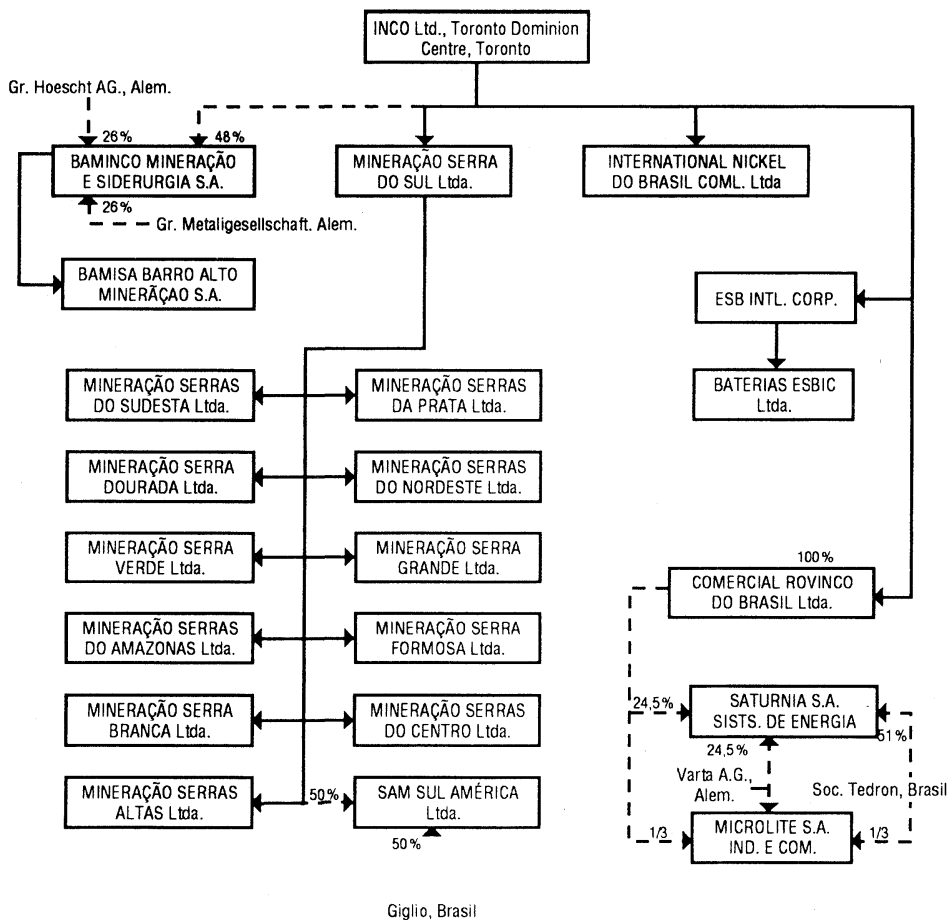 INCO Ltd., Toronto Dominion
Centre, Toronto
Gr. Hoescht AG., Alem.
26%
48%
BAMINCO MINERAÇÃO
E SIDERURGIA S.A.
MINERAÇÃO SERRA
DO SUL Ltda.
INTERNATIONAL NICKEL
DO BRASIL COML. Ltda
26%
Gr. Metaligesellschaft. Alem.
BAMISA BARRO ALTO
MINERÃÇAO S.A.
ESB INTL. CORP.
BATERIAS ESBIC
Ltda.
MINERAÇÃO SERRAS
DO SUDESTA Ltda.
MINERAÇÃO SERRAS
DA PRATA Ltda.
MINERAÇÃO SERRA
DOURADA Ltda.
MINERAÇÃO SERRAS
DO NORDESTE Ltda.
MINERAÇÃO SERRA
VERDE Ltda.
MINERAÇÃO SERRA
GRANDE Ltda.
MINERAÇÃO SERRAS
DO AMAZONAS Ltda.
MINERAÇÃO SERRA
FORMOSA Ltda.
MINERAÇÃO SERRA
BRANCA Ltda.
MINERAÇÃO SERRAS
DO CENTRO Ltda.
MINERAÇÃO SERRAS
ALTAS Ltda.
50%
SAM SUL AMÉRICA
Ltda.
50%
100%
COMERCIAL ROVINCO
DO BRASIL Ltda.
24,5%
SATURNIA S.A.
SISTS. DE ENERGIA
51%
24,5%
Varta A.G.,
Alem.
Soc. Tedron, Brasil
1/3
MICROLITE S.A.
IND. E COM.
1/3
Giglio, Brasil